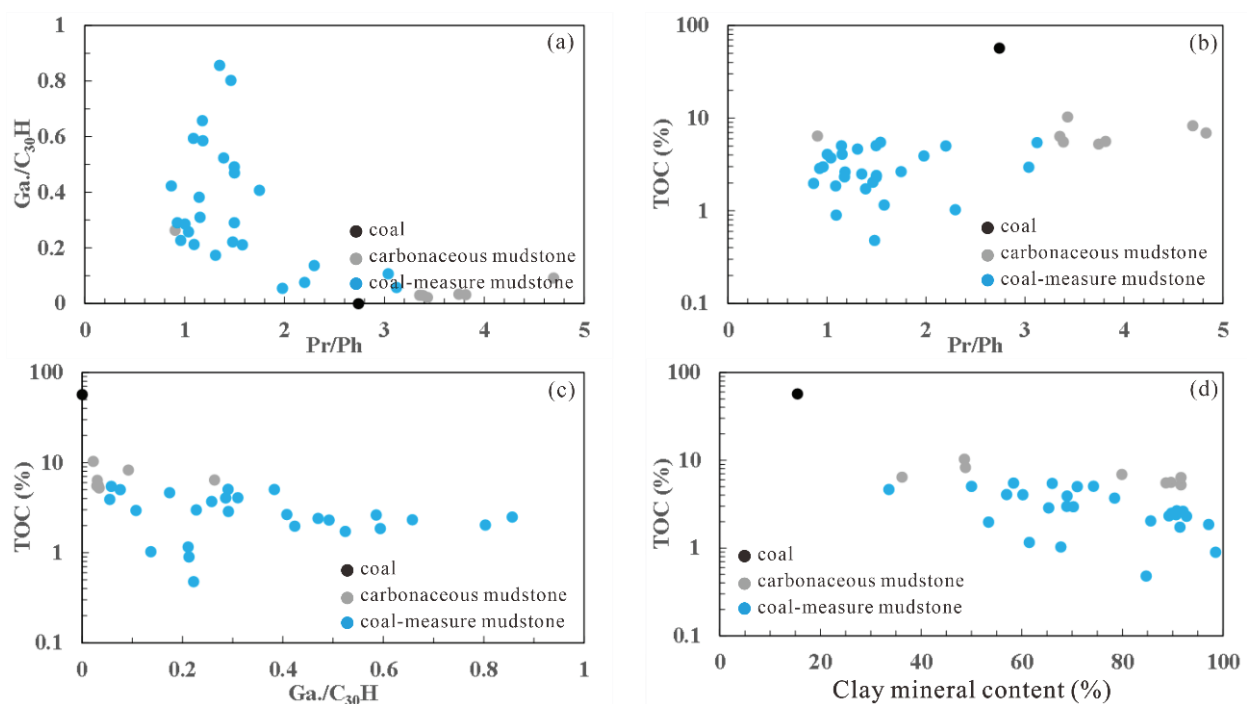 (a)
1
0.8
0.6
0.4
0.2
0
Ga./C₃₀H
coal
carbonaceous mudstone
coal-measure mudstone
0 1 2 3 4 5
Pr/Ph
(b)
100
10
1
0.1
TOC (%)
coal
carbonaceous mudstone
coal-measure mudstone
0 1 2 3 4 5
Pr/Ph
(c)
100
10
1
0.1
TOC (%)
coal
carbonaceous mudstone
coal-measure mudstone
0 0.2 0.4 0.6 0.8 1
Ga./C₃₀H
(d)
100
10
1
0.1
TOC (%)
coal
carbonaceous mudstone
coal-measure mudstone
0 20 40 60 80 100
Clay mineral content (%)